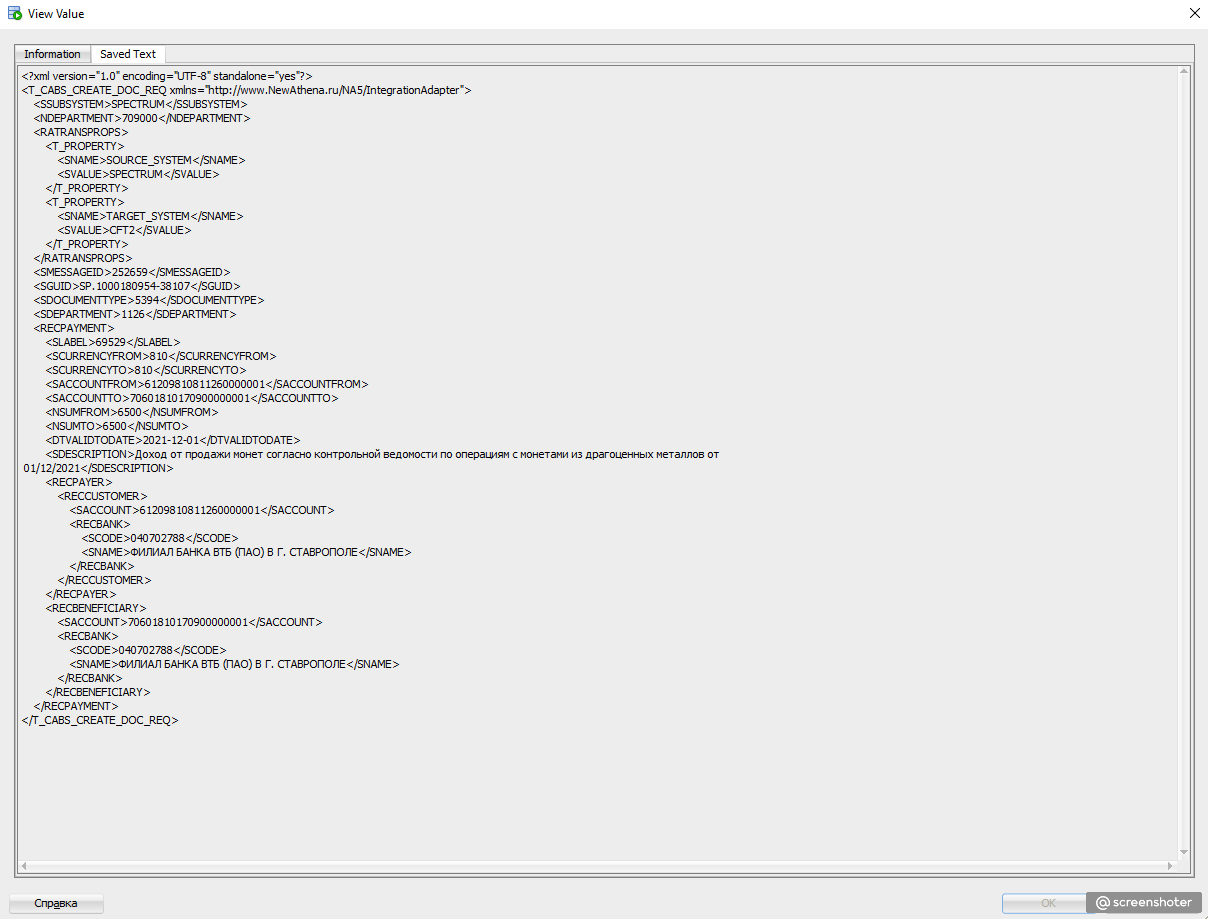 View Value
Information
Saved Text
<?xml version="1.0" encoding="UTF-8" standalone="yes"?>
<T_CABS_CREATE_DOC_REQ xmlns="http://www.NewAthena.ru/NA5/IntegrationAdapter">
<SSUBSYSTEM>SPECTRUM</SSUBSYSTEM>
<NDEPARTMENT>709000</NDEPARTMENT>
<RATRANSPROPS>
<T_PROPERTY>
<SNAME>SOURCE_SYSTEM</SNAME>
<SVALUE>SPECTRUM</SVALUE>
</T_PROPERTY>
<T_PROPERTY>
<SNAME>TARGET_SYSTEM</SNAME>
<SVALUE>CFT2</SVALUE>
</T_PROPERTY>
</RATRANSPROPS>
<SMESSAGEID>252659</SMESSAGEID>
<SGUID>SP.1000180954-38107</SGUID>
<SDOCUMENTTYPE>5394</SDOCUMENTTYPE>
<SDEPARTMENT>1126</SDEPARTMENT>
<RECPAYMENT>
<SLABEL>69529</SLABEL>
<SCURRENCYFROM>810</SCURRENCYFROM>
<SCURRENCYTO>810</SCURRENCYTO>
<SACCOUNTFROM>61209810811260000001</SACCOUNTFROM>
<SACCOUNTTO>70601810170900000001</SACCOUNTTO>
<NSUMFROM>6500</NSUMFROM>
<NSUMTO>6500</NSUMTO>
<DTVALIDTODATE>2021-12-01</DTVALIDTODATE>
<SDESCRIPTION>Доход от продажи монет согласно контрольной ведомости по операциям с монетами из драгоценных металлов от
01/12/2021</SDESCRIPTION>
<RECPAYER>
<RECCUSTOMER>
<SACCOUNT>61209810811260000001</SACCOUNT>
<RECBANK>
<SCODE>040702788</SCODE>
<SNAME>ФИЛИАЛ БАНКА ВТБ (ПАО) В Г. СТАВРОПОЛЕ</SNAME>
</RECBANK>
</RECCUSTOMER>
</RECPAYER>
<RECBENEFICIARY>
<SACCOUNT>70601810170900000001</SACCOUNT>
<RECBANK>
<SCODE>040702788</SCODE>
<SNAME>ФИЛИАЛ БАНКА ВТБ (ПАО) В Г. СТАВРОПОЛЕ</SNAME>
</RECBANK>
</RECBENEFICIARY>
</RECPAYMENT>
</T_CABS_CREATE_DOC_REQ>
Справка
OK
@screenshoter